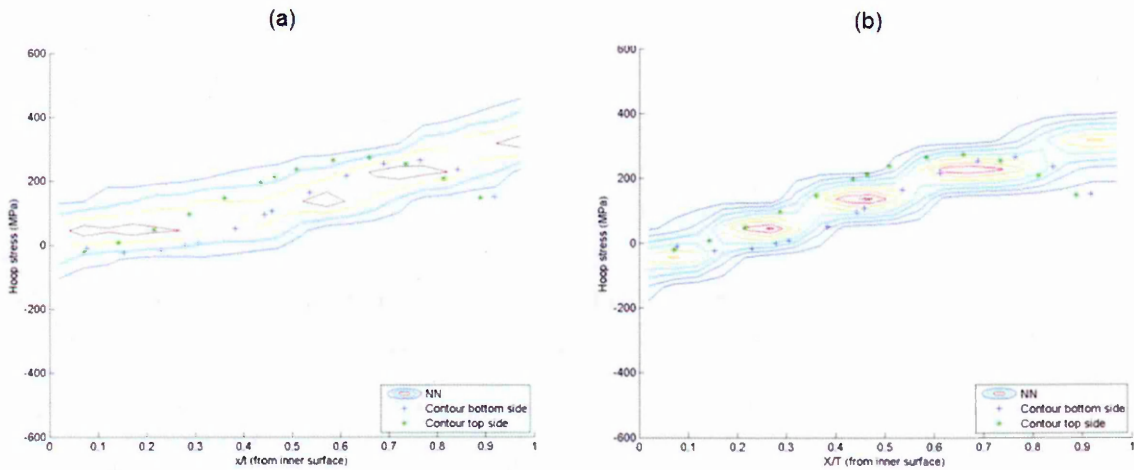 (a)
600
400
200
0
-200
-400
-600
Hoop stress (MPa)
0.1 0.2 0.3 0.4 0.5 0.6 0.7 0.8 0.9 1
x/t (from inner surface)
NN
Contour bottom side
Contour top side
(b)
600
400
200
0
-200
-400
-600
Hoop stress (MPa)
0 0.1 0.2 0.3 0.4 0.5 0.6 0.7 0.8 0.9 1
X/T (from inner surface)
NN
Contour bottom side
Contour top side